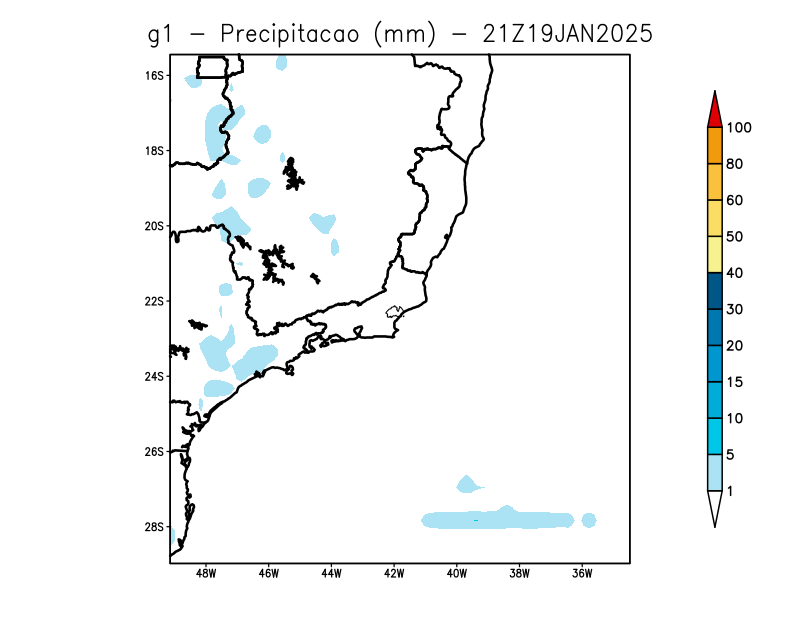 g1 – Precipitacao (mm) – 21Z19JAN2025
16S
18S
20S
22S
24S
26S
28S
48W 46W 44W 42W 40W 38W 36W
100
80
60
50
40
30
20
15
10
5
1